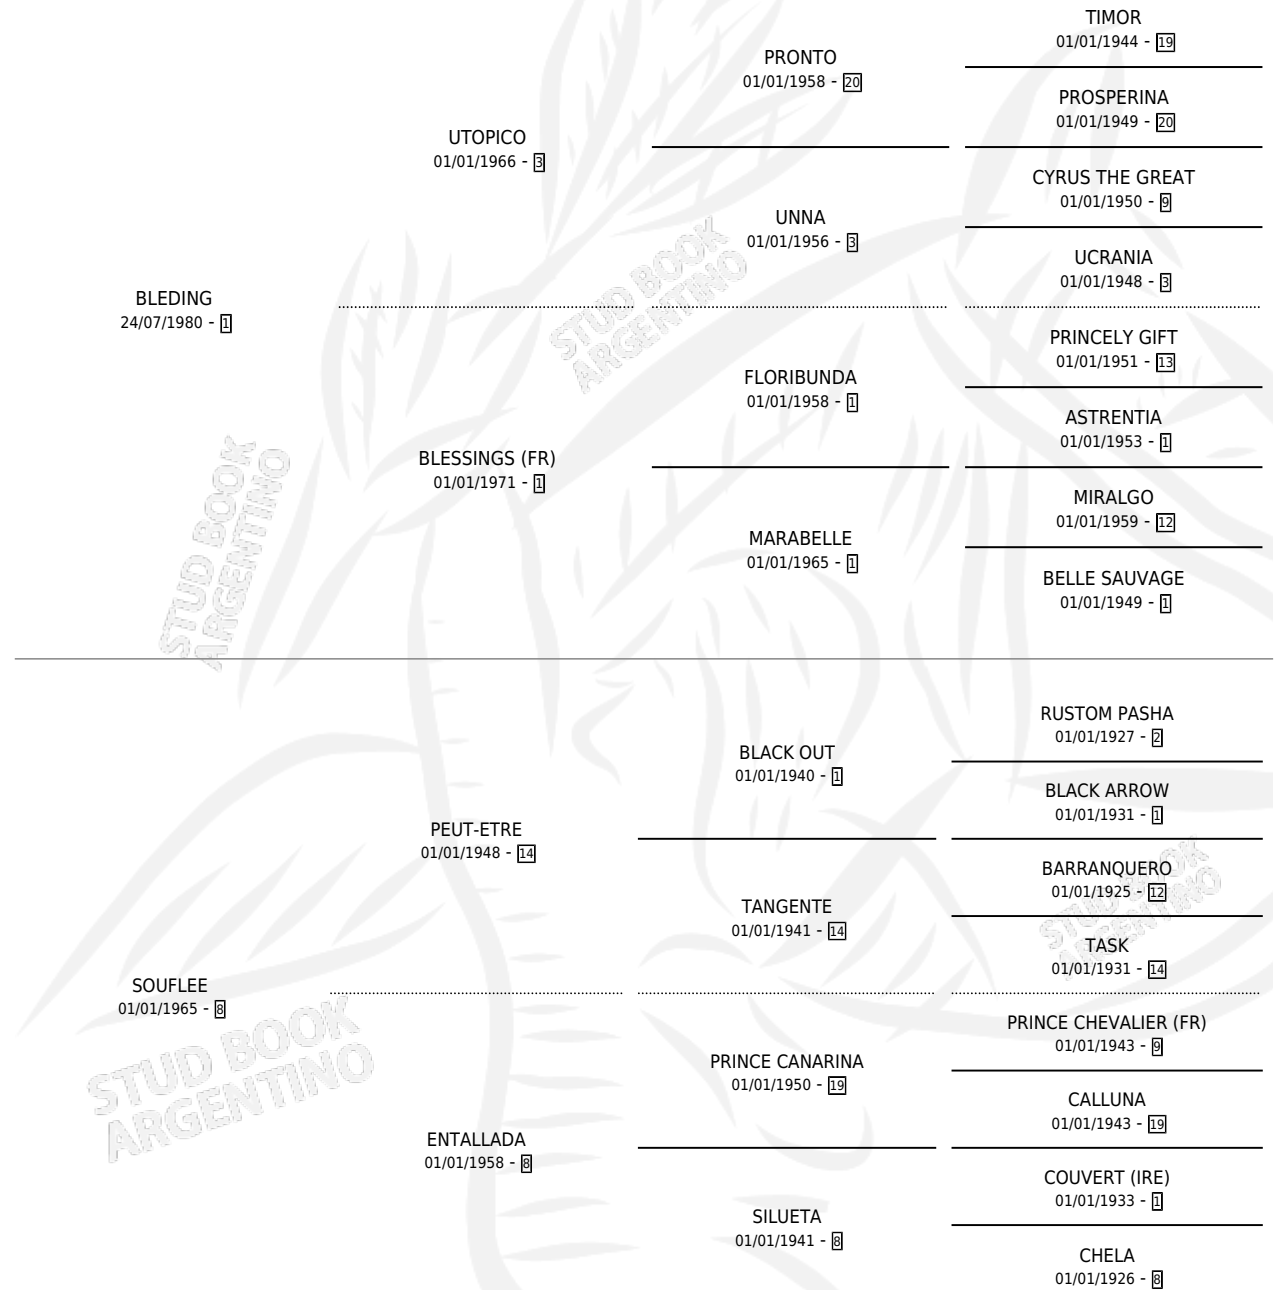 TIMOR
01/01/1944 - 19
PRONTO
01/01/1958 - 20
PROSPERINA
01/01/1949 - 20
UTOPICO
01/01/1966 - 3
CYRUS THE GREAT
01/01/1950 - 9
UNNA
01/01/1956 - 3
UCRANIA
01/01/1948 - 3
BLEDING
24/07/1980 - 1
PRINCELY GIFT
01/01/1951 - 13
FLORIBUNDA
01/01/1958 - 1
ASTRENTIA
01/01/1953 - 1
BLESSINGS (FR)
01/01/1971 - 1
MIRALGO
01/01/1959 - 12
MARABELLE
01/01/1965 - 1
BELLE SAUVAGE
01/01/1949 - 1
STUD BOOK
ARGENTINO
STUD BOOK
ARGENTINO
RUSTOM PASHA
01/01/1927 - 2
BLACK OUT
01/01/1940 - 1
BLACK ARROW
01/01/1931 - 1
PEUT-ETRE
01/01/1948 - 14
BARRANQUERO
01/01/1925 - 12
TANGENTE
01/01/1941 - 14
TASK
01/01/1931 - 14
STUD BOOK
ARGENTINO
SOUFLEE
01/01/1965 - 8
PRINCE CHEVALIER (FR)
01/01/1943 - 9
PRINCE CANARINA
01/01/1950 - 19
CALLUNA
01/01/1943 - 19
STUD BOOK
ARGENTINO
ENTALLADA
01/01/1958 - 8
COUVERT (IRE)
01/01/1933 - 1
SILUETA
01/01/1941 - 8
CHELA
01/01/1926 - 8